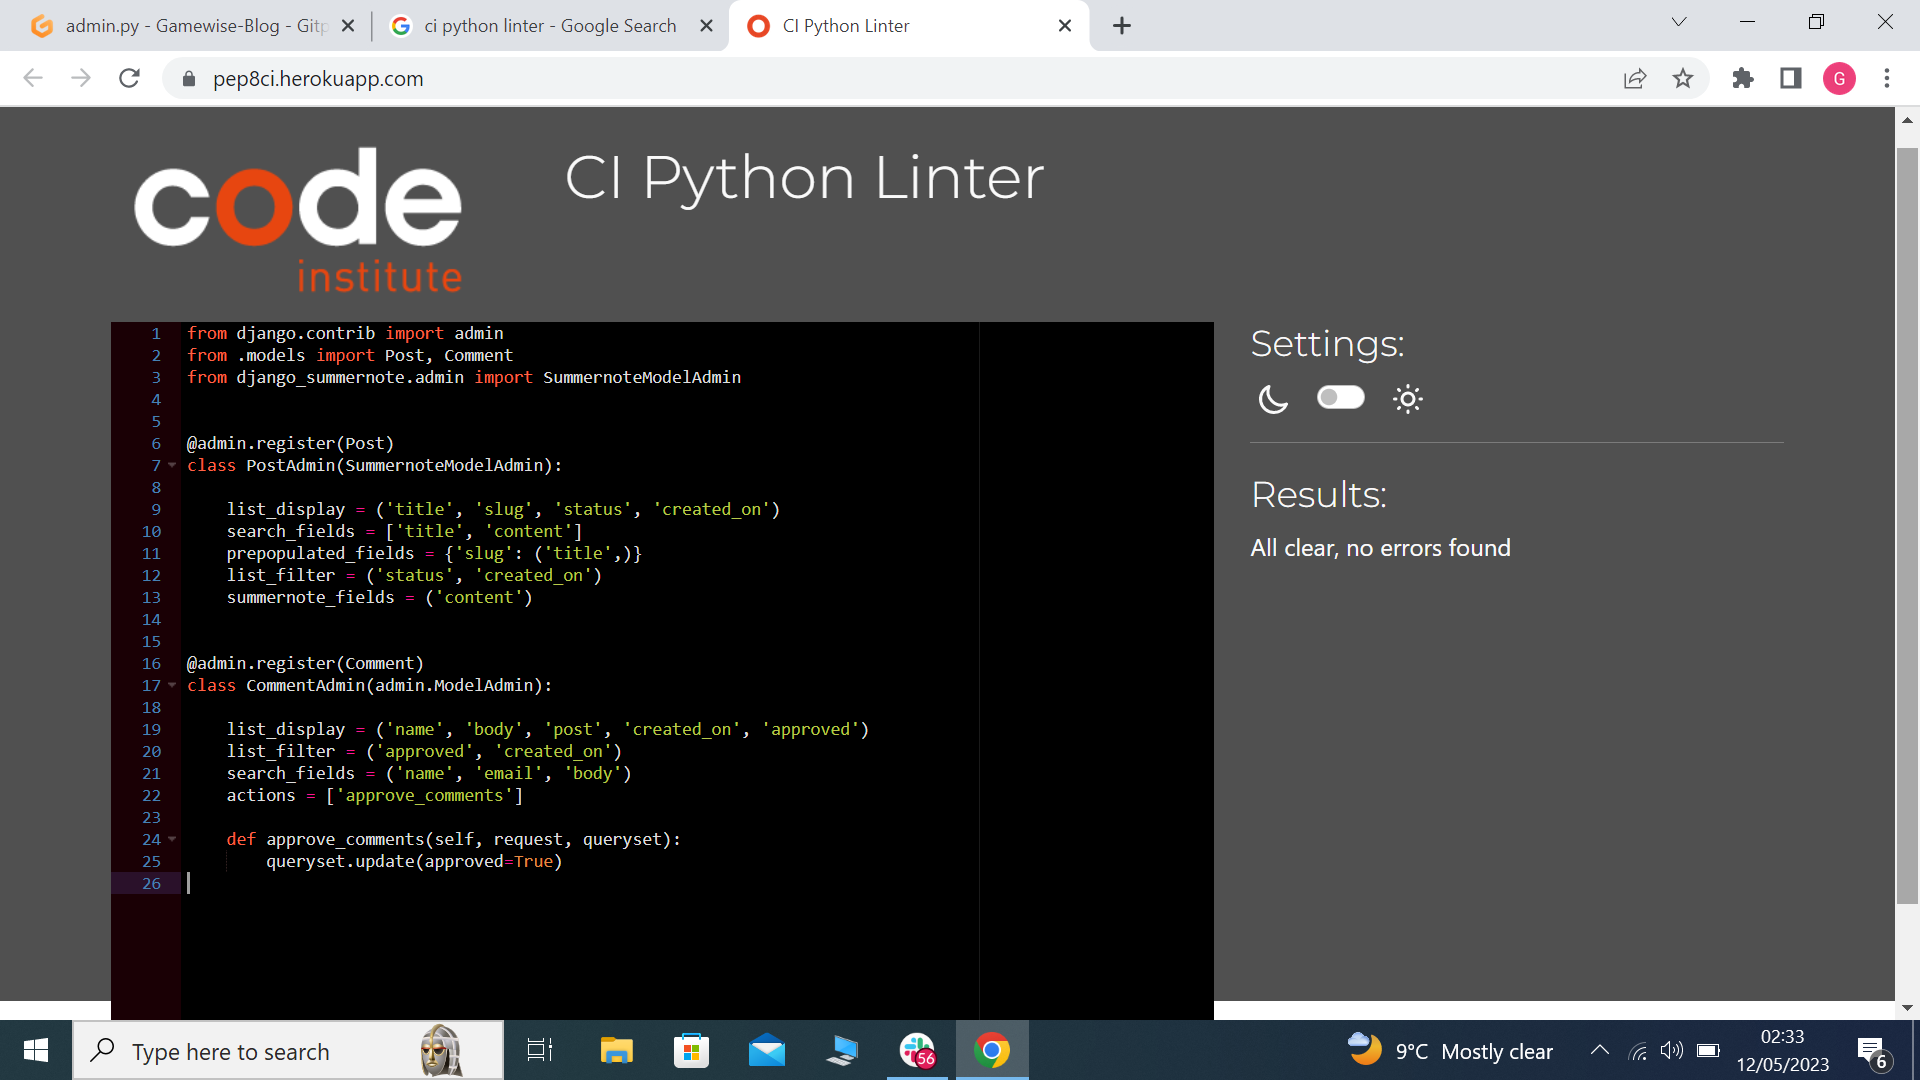 admin.py - Gamewise-Blog - Gitp
ci python linter - Google Search
CI Python Linter
pep8ci.herokuapp.com
G
code
institute
CI Python Linter
1 from django.contrib import admin
2 from .models import Post, Comment
3 from django_summernote.admin import SummernoteModelAdmin
4
5
6 @admin.register(Post)
7 class PostAdmin(SummernoteModelAdmin):
8
9     list_display = ('title', 'slug', 'status', 'created_on')
10     search_fields = ['title', 'content']
11     prepopulated_fields = {'slug': ('title',)}
12     list_filter = ('status', 'created_on')
13     summernote_fields = ('content')
14
15
16 @admin.register(Comment)
17 class CommentAdmin(admin.ModelAdmin):
18
19     list_display = ('name', 'body', 'post', 'created_on', 'approved')
20     list_filter = ('approved', 'created_on')
21     search_fields = ('name', 'email', 'body')
22     actions = ['approve_comments']
23
24     def approve_comments(self, request, queryset):
25         queryset.update(approved=True)
26
Settings:
Results:
All clear, no errors found
Type here to search
56
9°C Mostly clear
02:33
12/05/2023
6